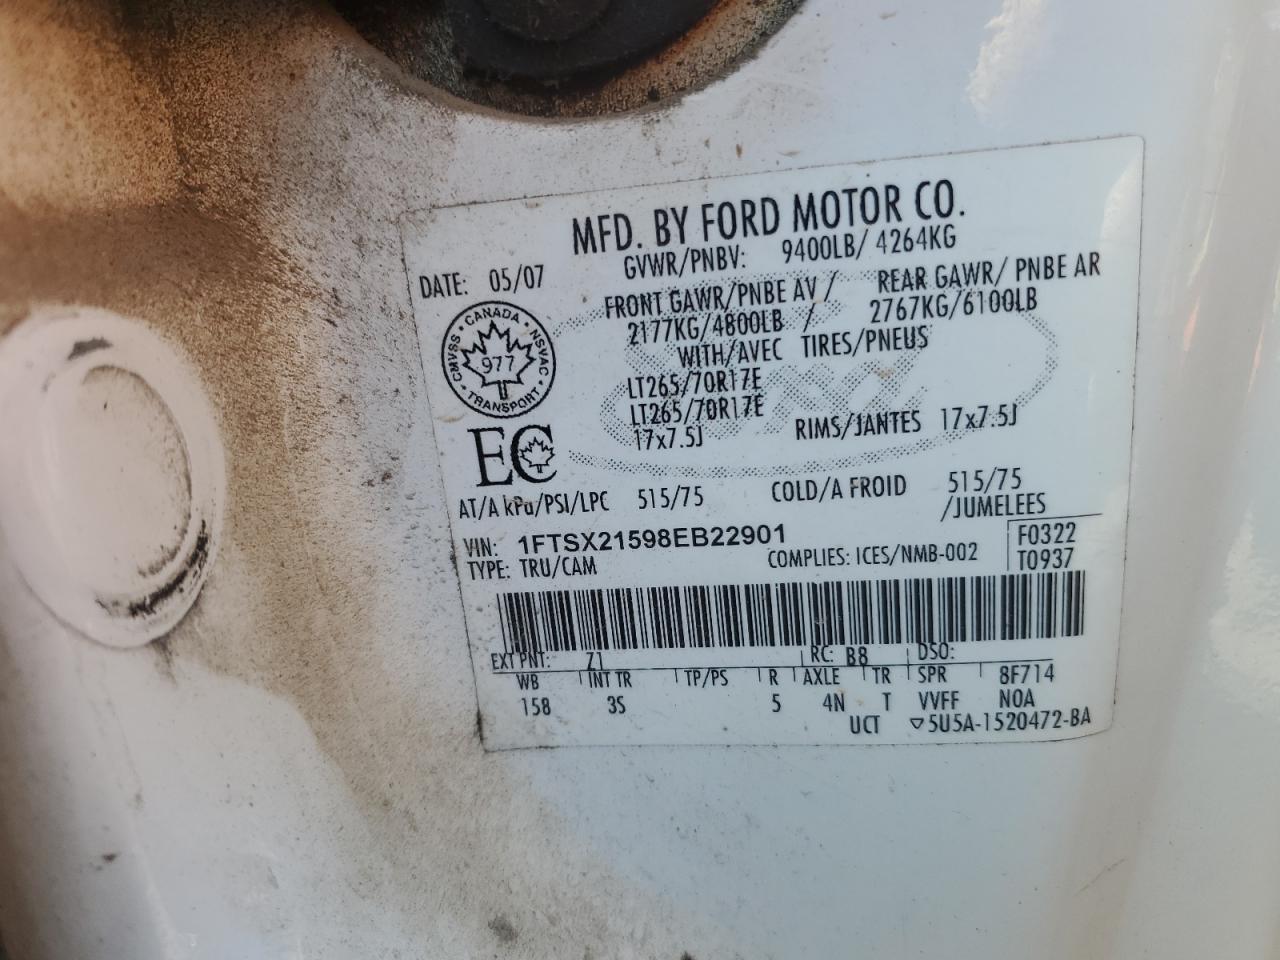 MFD. BY FORD MOTOR CO.
DATE: 05/07 GVWR/PNBV: 9400LB/ 4264KG
FRONT GAWR/PNBE AV / REAR GAWR/ PNBE AR
2177KG/4800LB / 2767KG/6100LB
WITH/AVEC TIRES/PNEUS
LT265/70R17E
LT265/70R17E
17x7.5J RIMS/JANTES 17x7.5J
CANADA • NSVAC • TRANSPORT • CMVSS •
977
EC
AT/A kPa/PSI/LPC 515/75 COLD/A FROID 515/75
/JUMELEES
VIN: 1FTSX21598EB22901 F0322
TYPE: TRU/CAM COMPLIES: ICES/NMB-002 T0937
EXT PNT: Z1 RC: B8 DSO:
WB INT TR TP/PS R AXLE TR SPR 8F714
158 3S 5 4N T VVFF NOA
UCT ▽5U5A-1520472-BA